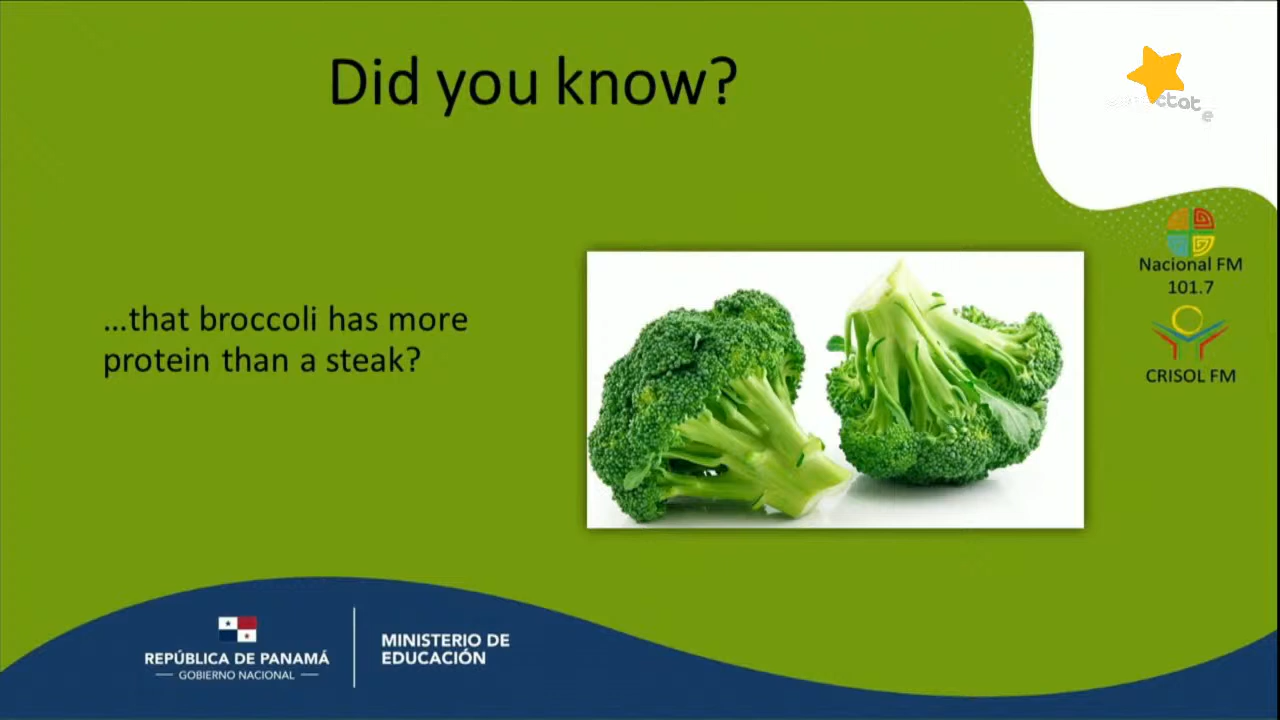 Did you know?
...that broccoli has more
protein than a steak?
Nacional FM
101.7
CRISOL FM
REPÚBLICA DE PANAMÁ
GOBIERNO NACIONAL
MINISTERIO DE
EDUCACIÓN